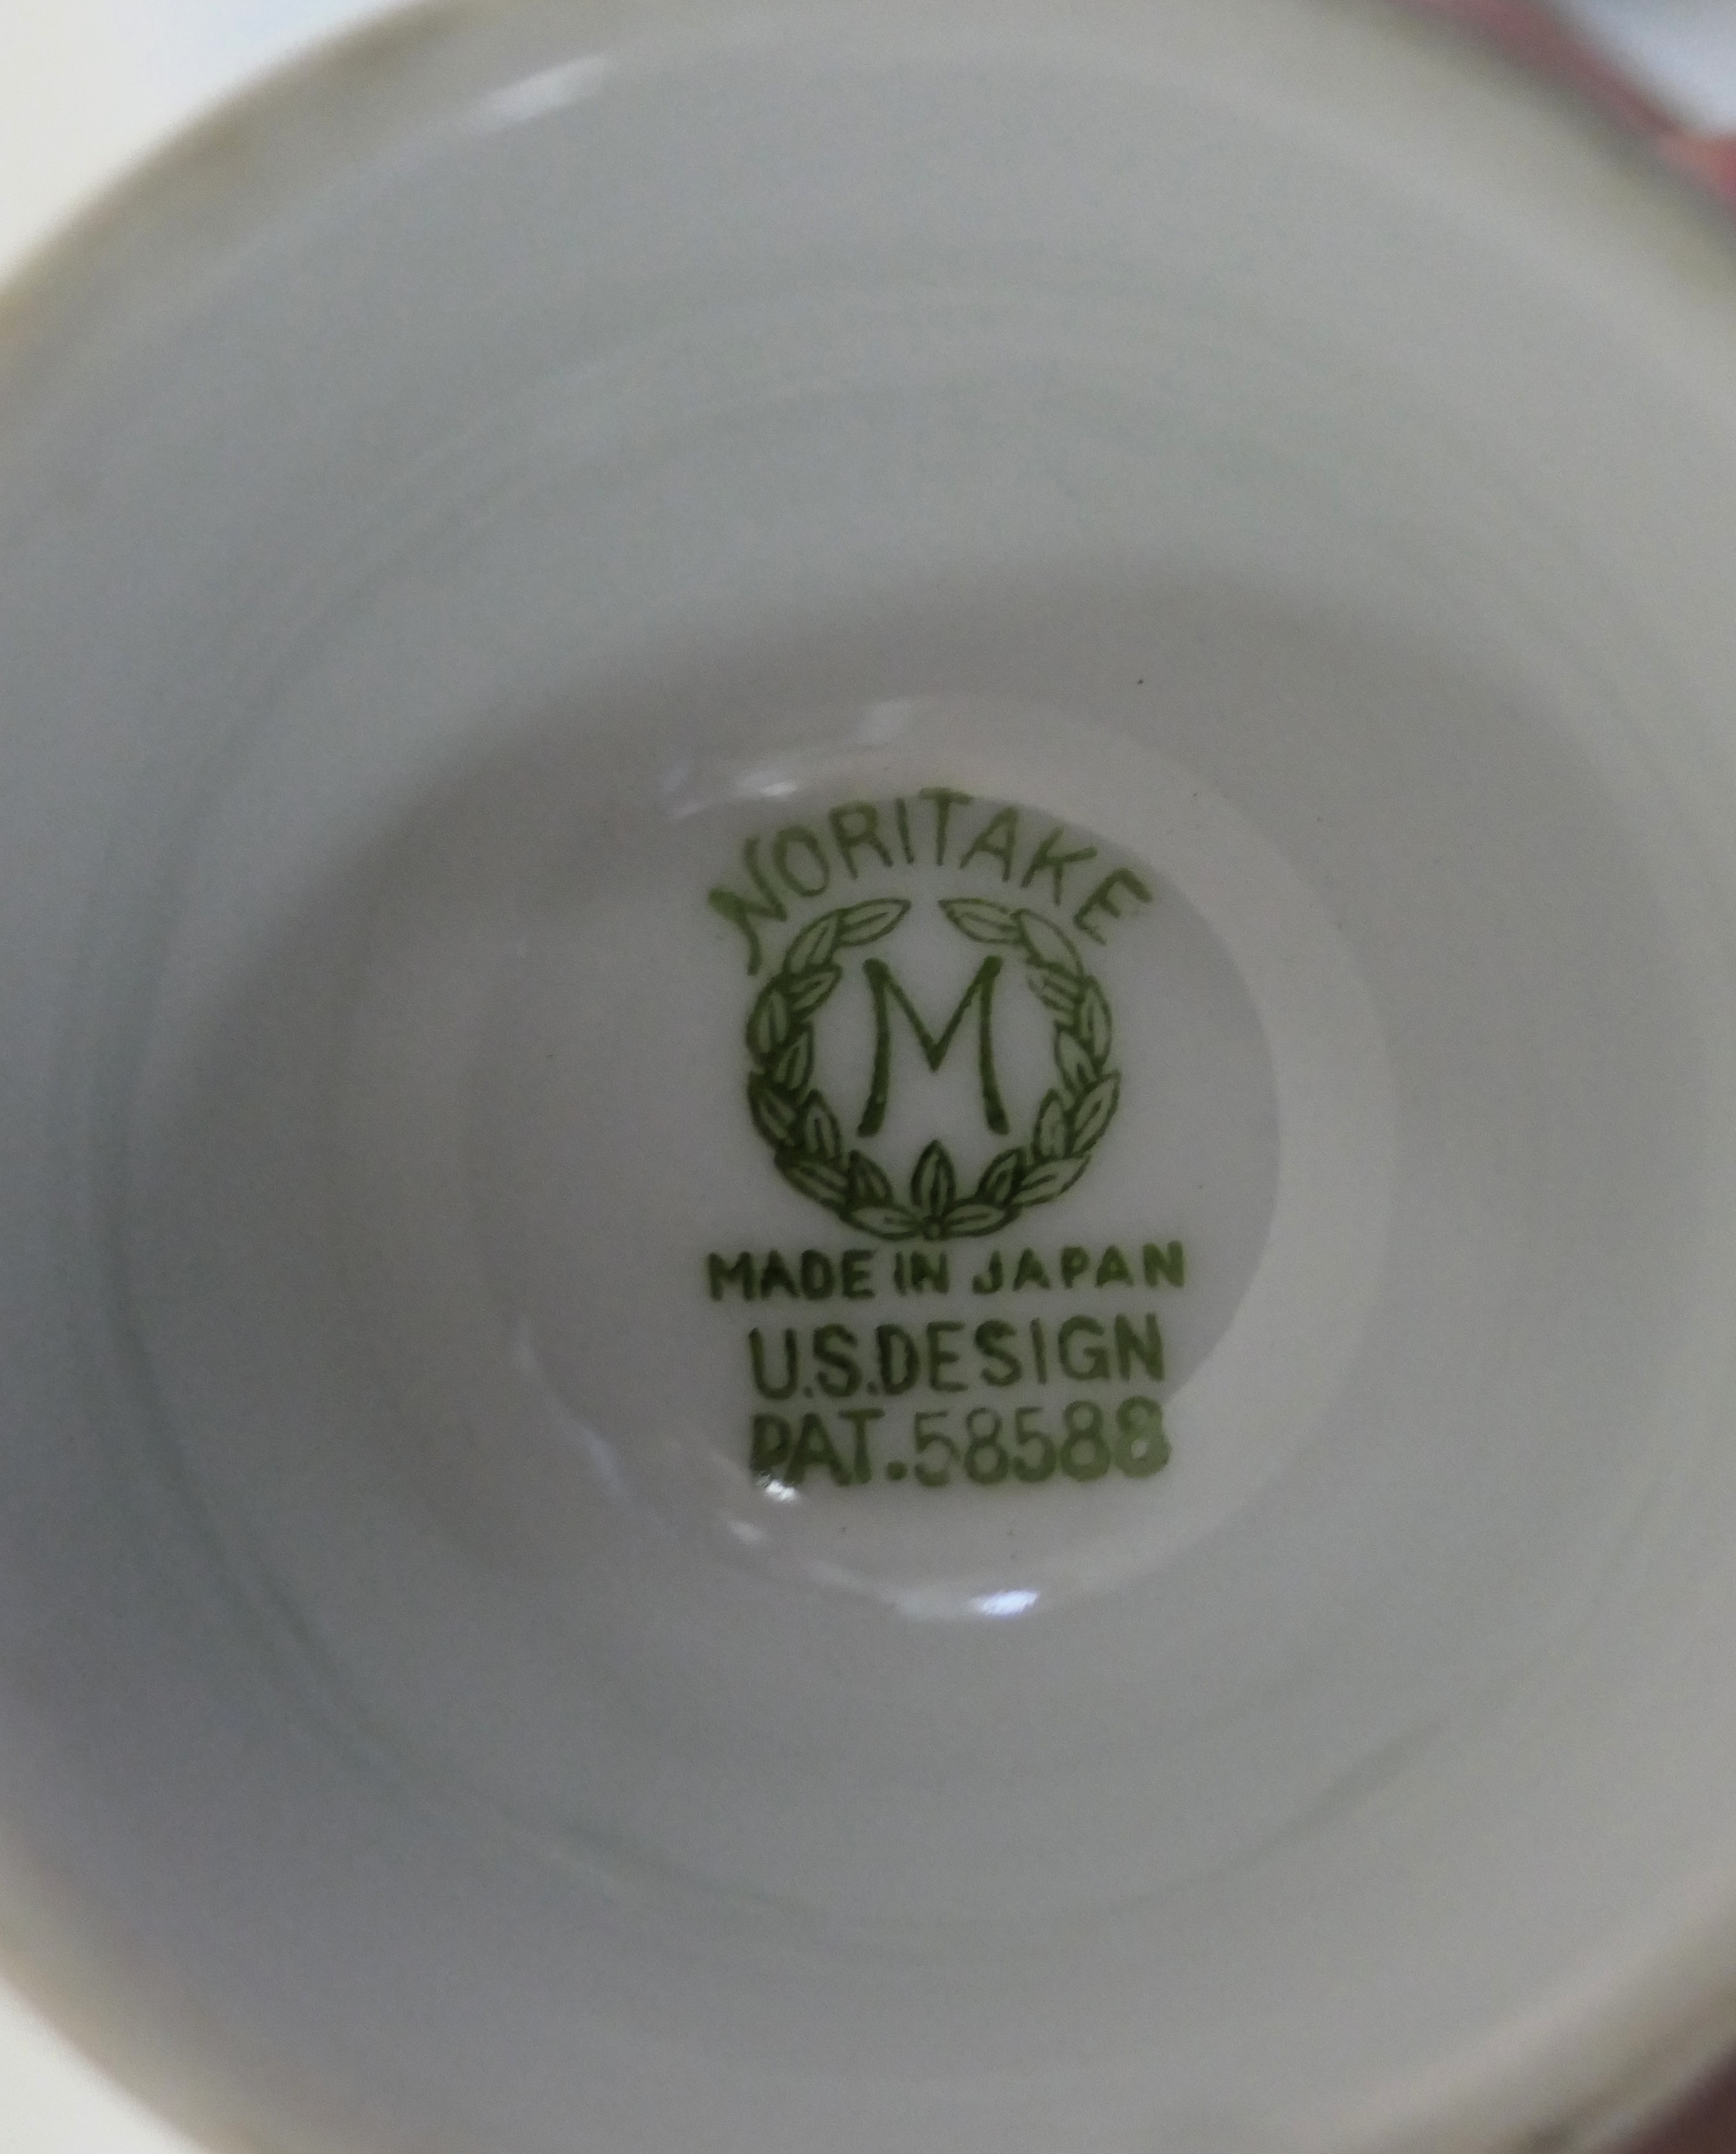 NORITAKE
M
MADE IN JAPAN
U.S.DESIGN
PAT.58588